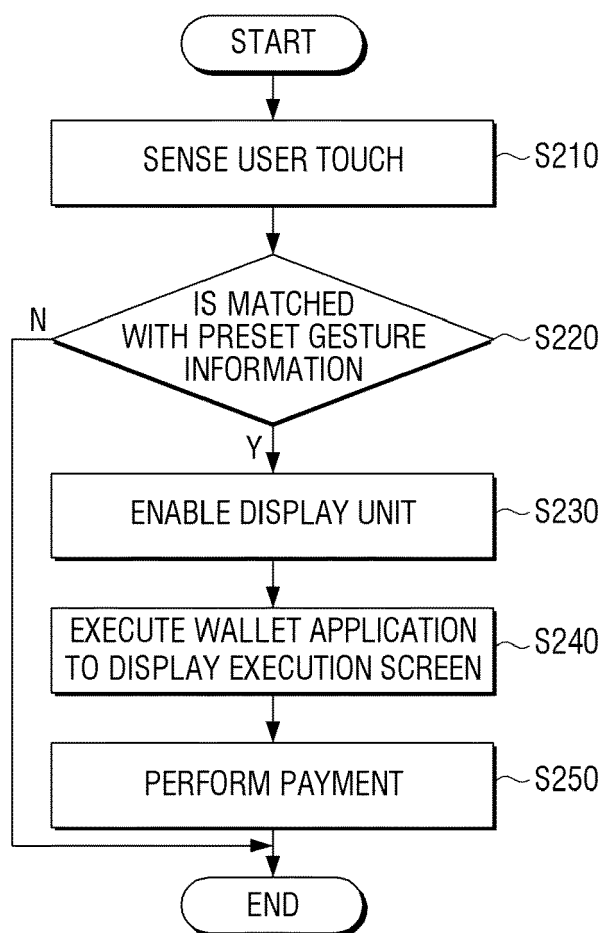 START
SENSE USER TOUCH
S210
IS MATCHED
WITH PRESET GESTURE
INFORMATION
S220
N
Y
ENABLE DISPLAY UNIT
S230
EXECUTE WALLET APPLICATION
TO DISPLAY EXECUTION SCREEN
S240
PERFORM PAYMENT
S250
END